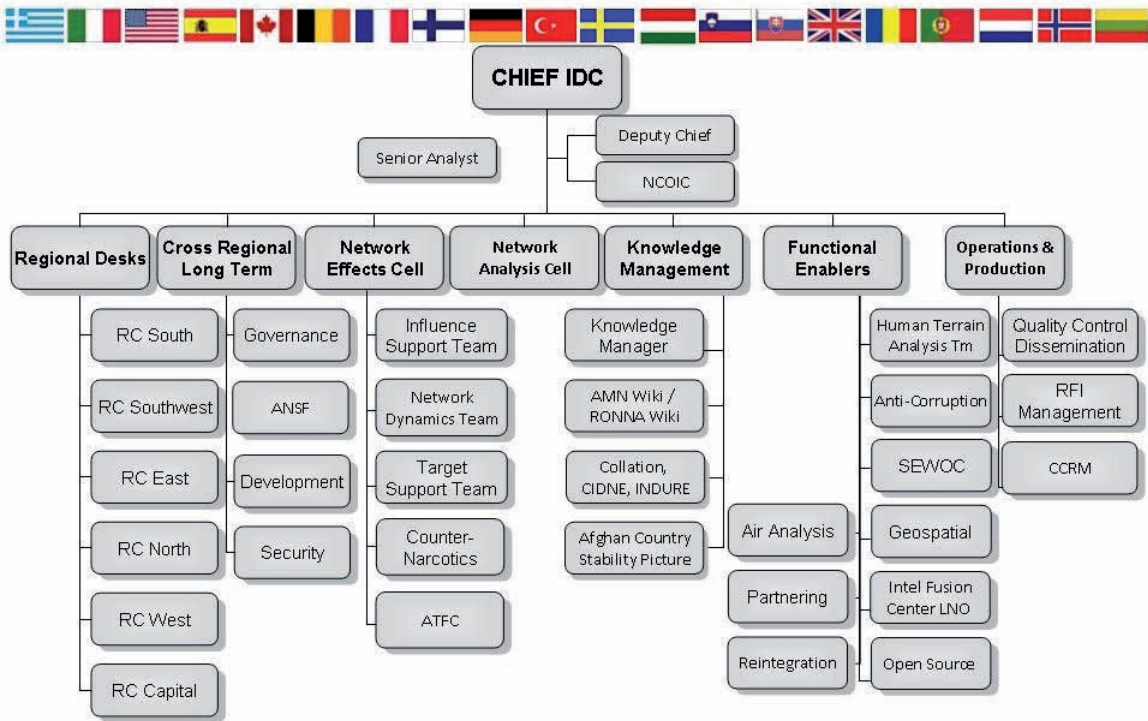 CHIEF IDC
Deputy Chief
Senior Analyst
NCOIC
Regional Desks
Cross Regional
Long Term
Network
Effects Cell
Network
Analysis Cell
Knowledge
Management
Functional
Enablers
Operations &
Production
RC South
RC Southwest
RC East
RC North
RC West
RC Capital
Governance
ANSF
Development
Security
Influence
Support Team
Network
Dynamics Team
Target
Support Team
Counter-
Narcotics
ATFC
Knowledge
Manager
AMN Wiki /
RONNA Wiki
Collation,
CIDNE, INDURE
Afghan Country
Stability Picture
Human Terrain
Analysis Tm
Anti-Corruption
SEWOC
Air Analysis
Geospatial
Partnering
Intel Fusion
Center LNO
Reintegration
Open Source
Quality Control
Dissemination
RFI
Management
CCRM